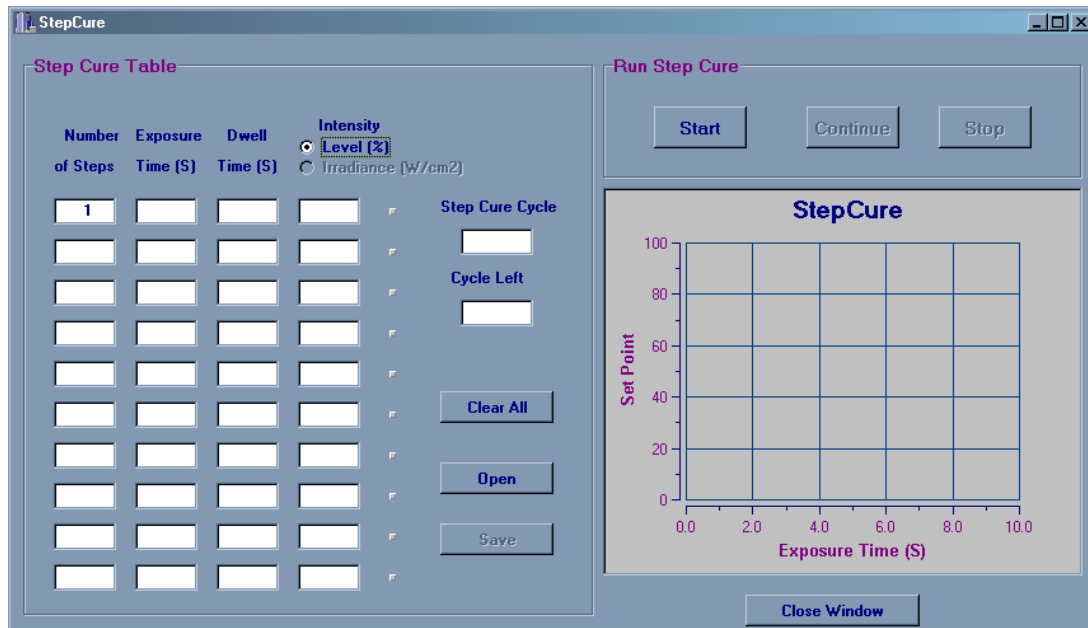 StepCure
Step Cure Table
Number of Steps
Exposure Time (S)
Dwell Time (S)
Intensity
Level (%)
Irradiance (W/cm2)
1
Step Cure Cycle
Cycle Left
Clear All
Open
Save
Run Step Cure
Start
Continue
Stop
StepCure
Set Point
100
80
60
40
20
0
0.0 2.0 4.0 6.0 8.0 10.0
Exposure Time (S)
Close Window